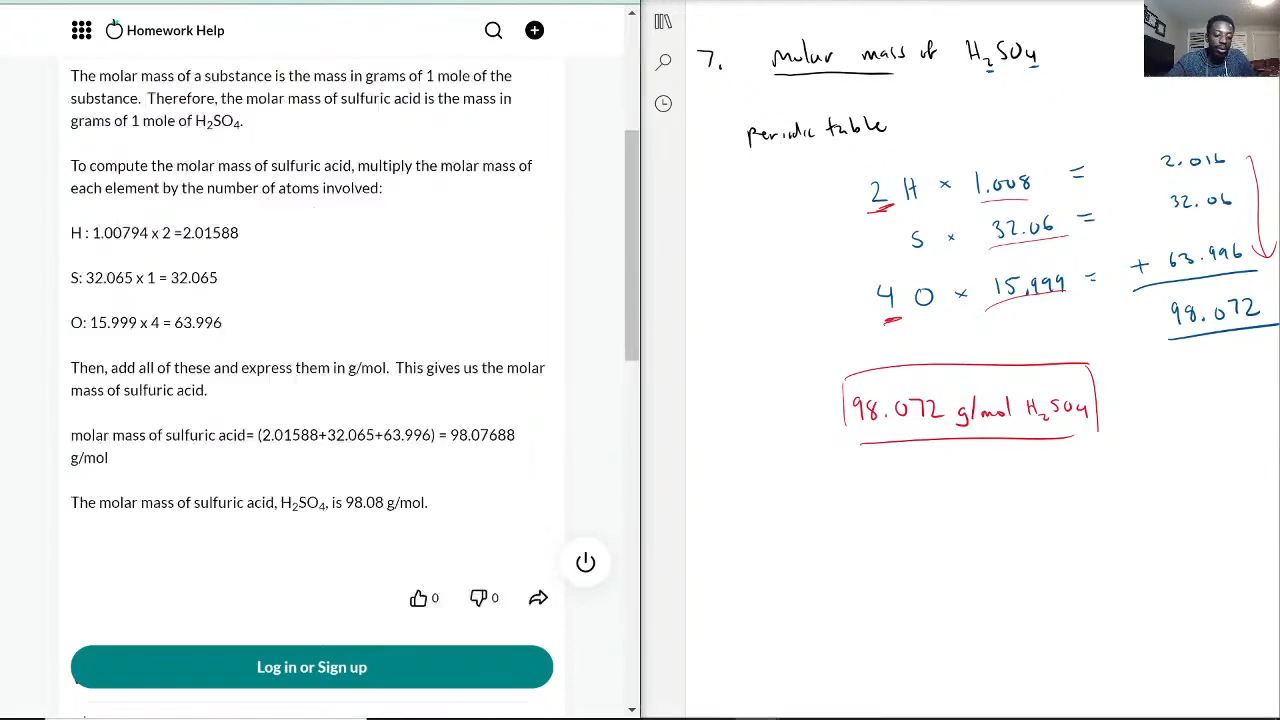 Homework Help
The molar mass of a substance is the mass in grams of 1 mole of the
substance. Therefore, the molar mass of sulfuric acid is the mass in
grams of 1 mole of H₂SO₄.
To compute the molar mass of sulfuric acid, multiply the molar mass of
each element by the number of atoms involved:
H : 1.00794 x 2 =2.01588
S: 32.065 x 1 = 32.065
O: 15.999 x 4 = 63.996
Then, add all of these and express them in g/mol. This gives us the molar
mass of sulfuric acid.
molar mass of sulfuric acid= (2.01588+32.065+63.996) = 98.07688
g/mol
The molar mass of sulfuric acid, H₂SO₄, is 98.08 g/mol.
0 0
Log in or Sign up
7. molar mass of H₂SO₄
periodic table
2 H × 1.008 = 2.016
S × 32.06 = 32.06
4 O × 15.999 = + 63.996
98.072
98.072 g/mol H₂SO₄